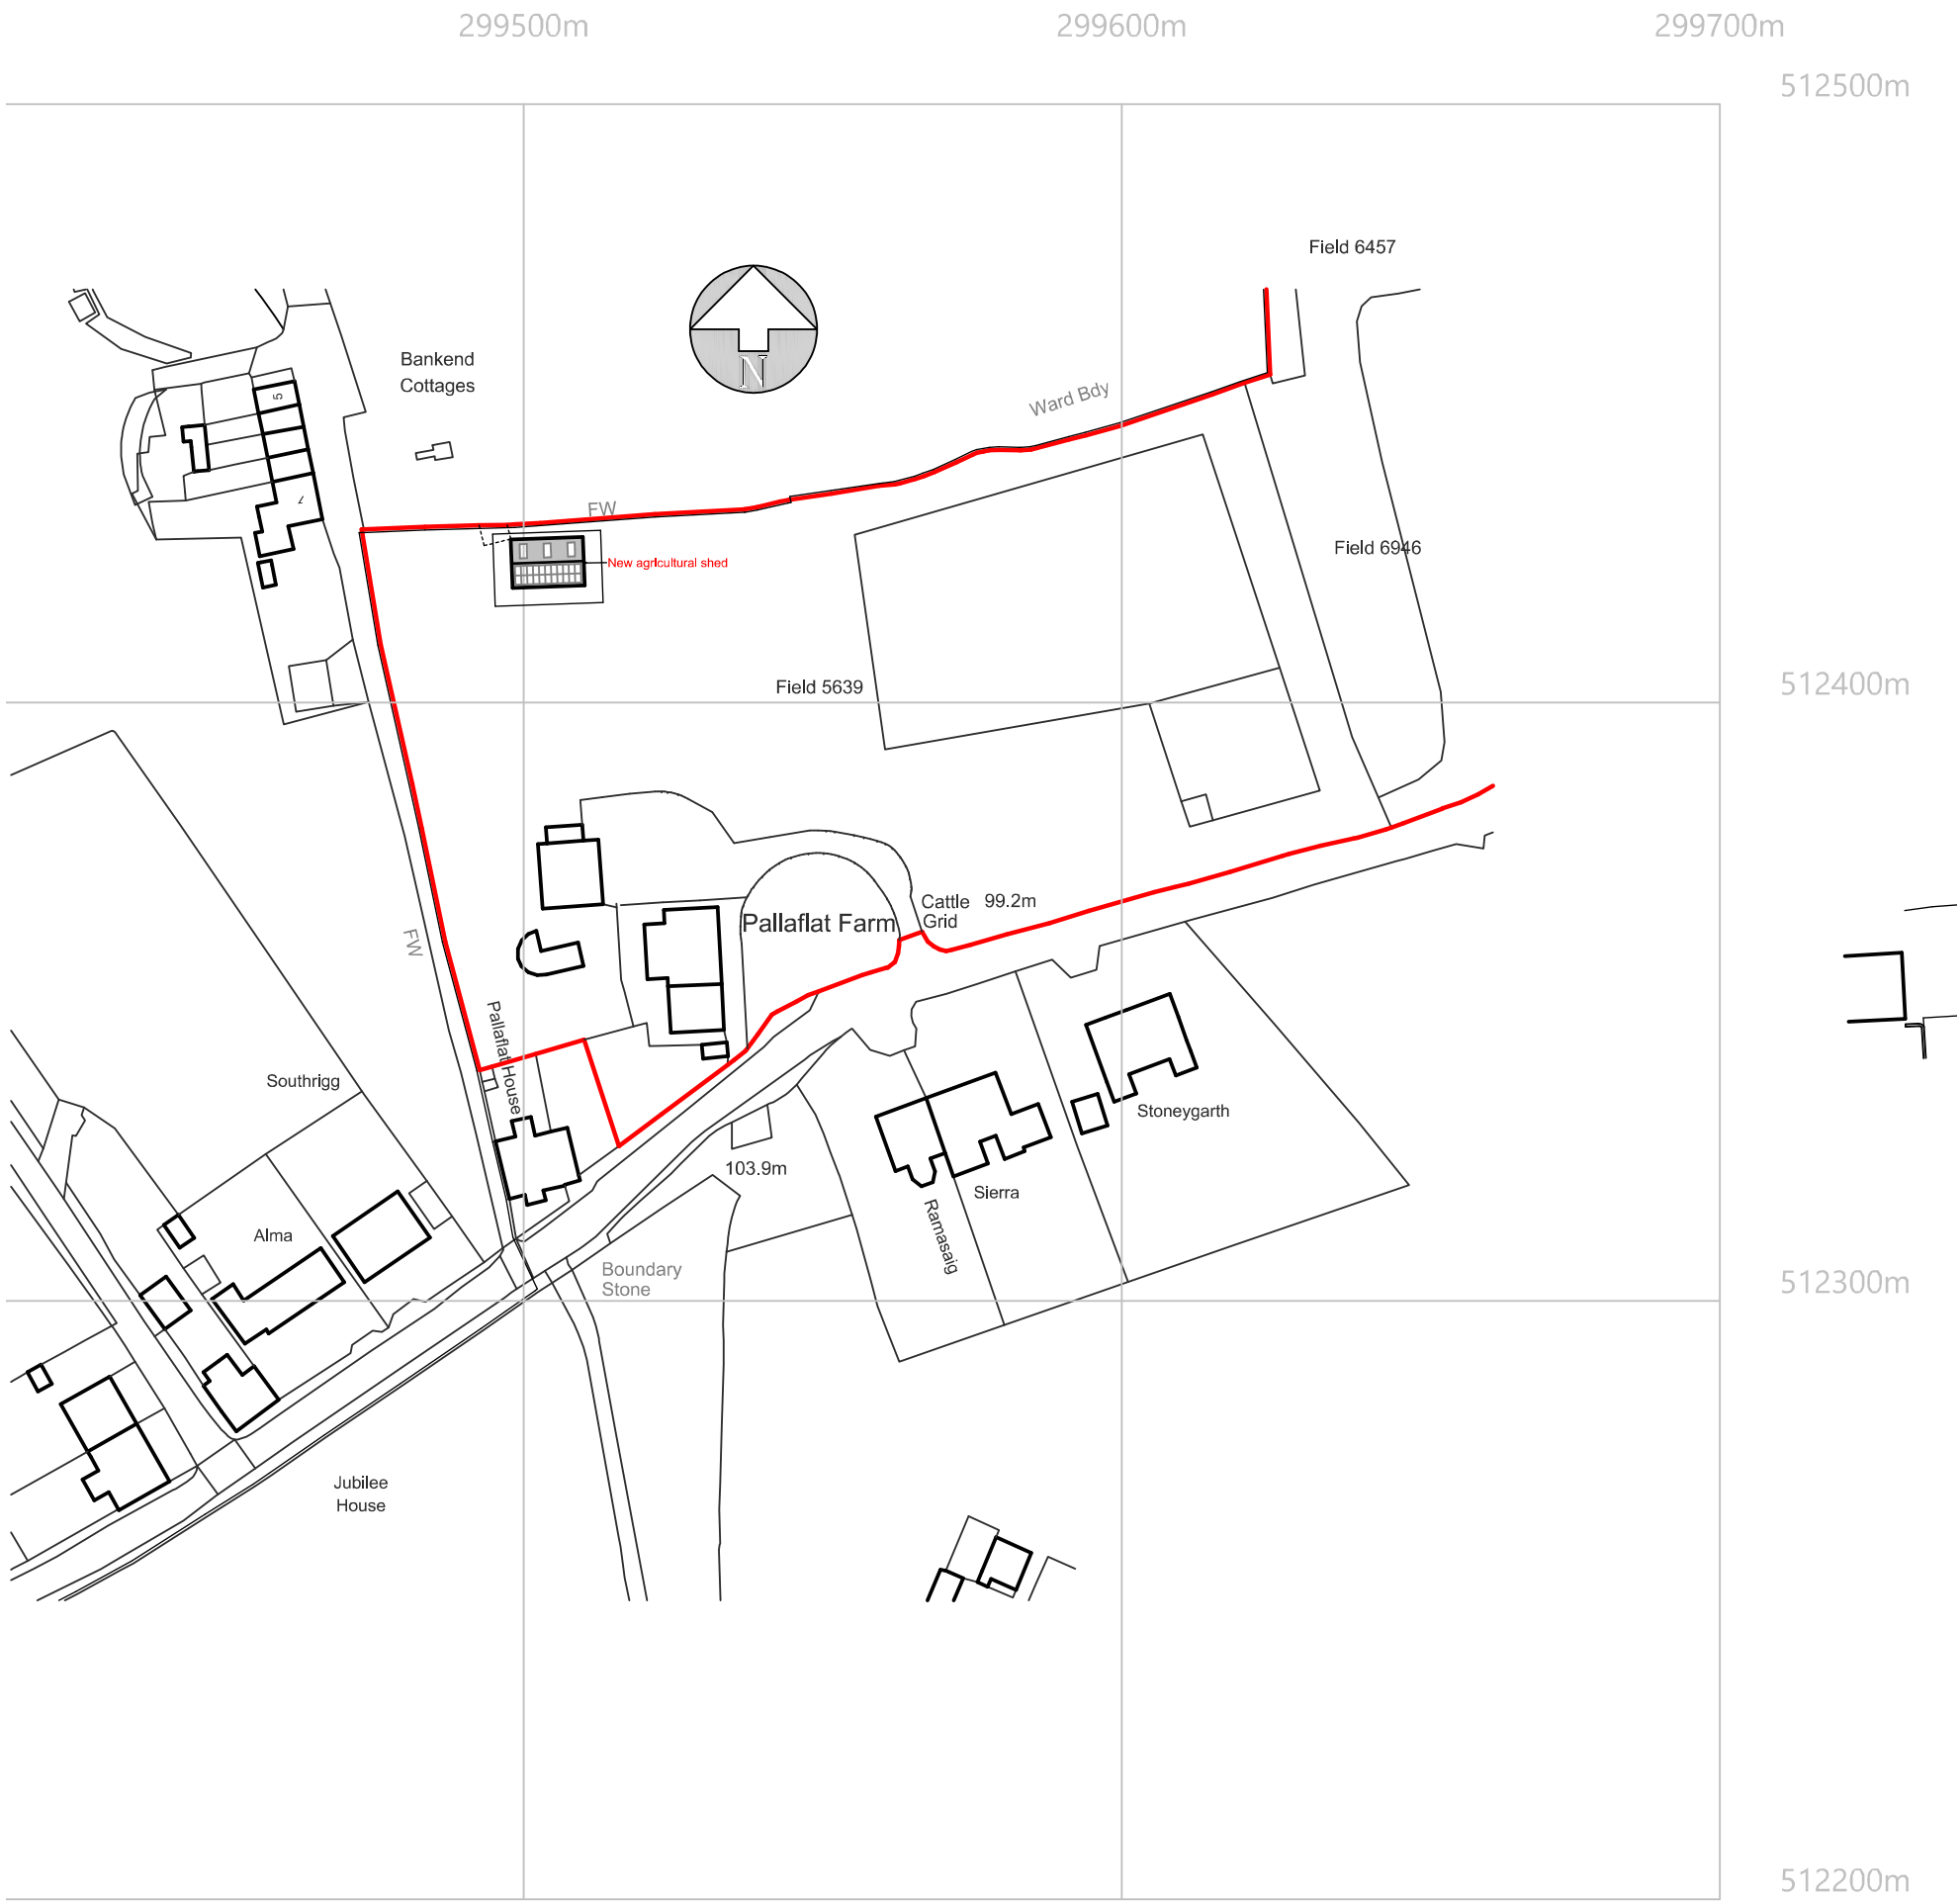 299500m
299600m
299700m
512500m
Field 6457
Bankend
Cottages
N
Ward Bdy
5
FW
New agricultural shed
Field 6946
Field 5639
512400m
Cattle
Grid
99.2m
Pallaflat Farm
FW
Pallaflat House
Southrigg
Stoneygarth
103.9m
Sierra
Ramasaig
Alma
Boundary
Stone
512300m
Jubilee
House
512200m